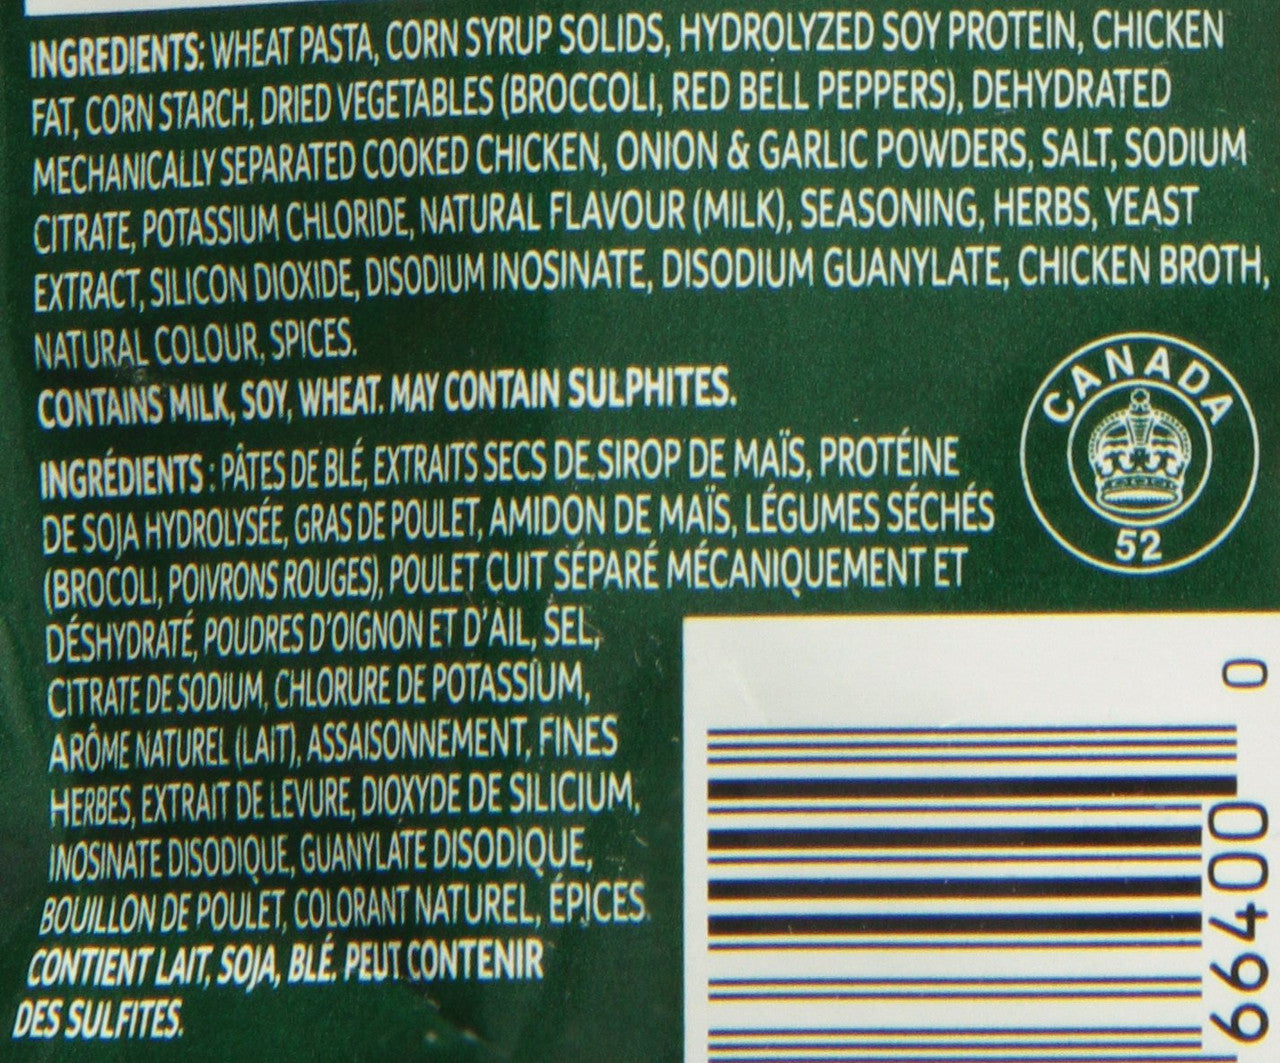 INGREDIENTS: WHEAT PASTA, CORN SYRUP SOLIDS, HYDROLYZED SOY PROTEIN, CHICKEN
FAT, CORN STARCH, DRIED VEGETABLES (BROCCOLI, RED BELL PEPPERS), DEHYDRATED
MECHANICALLY SEPARATED COOKED CHICKEN, ONION & GARLIC POWDERS, SALT, SODIUM
CITRATE, POTASSIUM CHLORIDE, NATURAL FLAVOUR (MILK), SEASONING, HERBS, YEAST
EXTRACT, SILICON DIOXIDE, DISODIUM INOSINATE, DISODIUM GUANYLATE, CHICKEN BROTH,
NATURAL COLOUR, SPICES.
CONTAINS MILK, SOY, WHEAT. MAY CONTAIN SULPHITES.
INGRÉDIENTS : PÂTES DE BLÉ, EXTRAITS SECS DE SIROP DE MAÏS, PROTÉINE
DE SOJA HYDROLYSÉE, GRAS DE POULET, AMIDON DE MAÏS, LÉGUMES SÉCHÉS
(BROCOLI, POIVRONS ROUGES), POULET CUIT SÉPARÉ MÉCANIQUEMENT ET
DÉSHYDRATÉ, POUDRES D'OIGNON ET D'AIL, SEL,
CITRATE DE SODIUM, CHLORURE DE POTASSIUM,
ARÔME NATUREL (LAIT), ASSAISONNEMENT, FINES
HERBES, EXTRAIT DE LEVURE, DIOXYDE DE SILICIUM,
INOSINATE DISODIQUE, GUANYLATE DISODIQUE,
BOUILLON DE POULET, COLORANT NATUREL, ÉPICES.
CONTIENT LAIT, SOJA, BLÉ. PEUT CONTENIR
DES SULFITES.
CANADA
52
0
66400